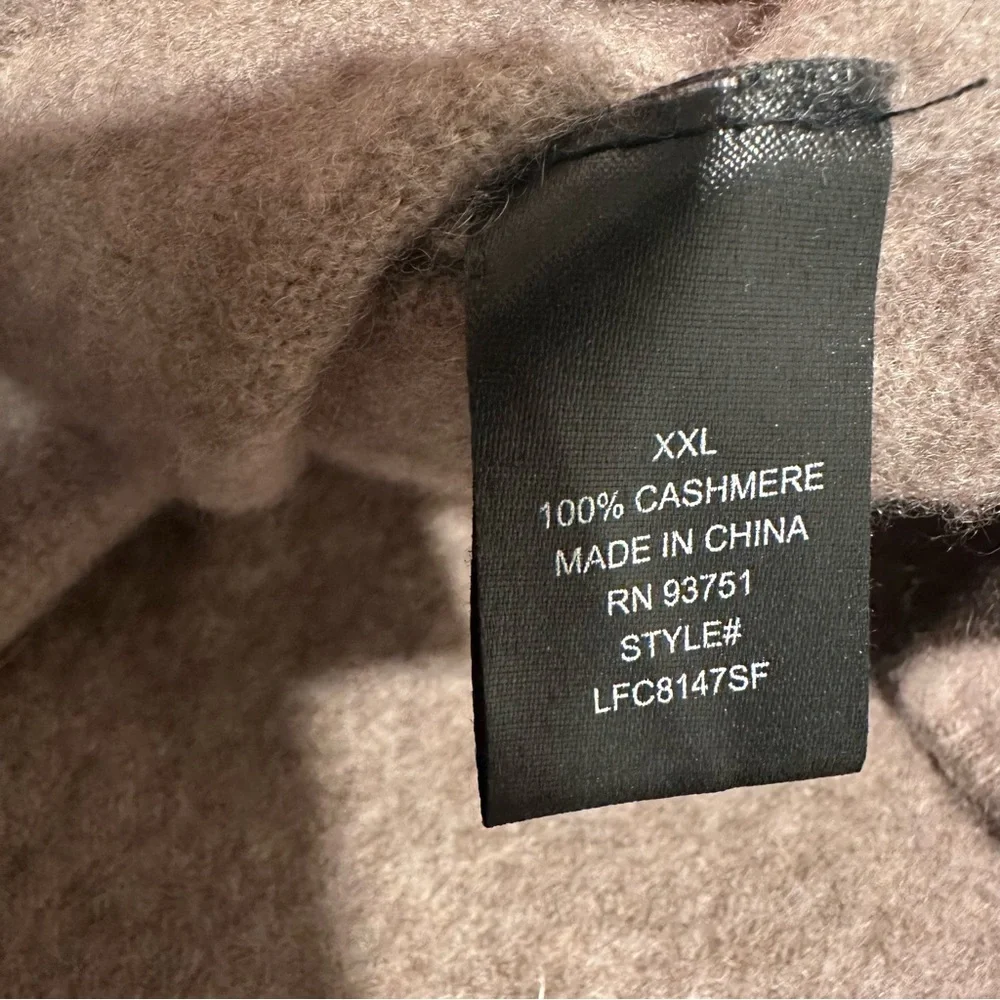 XXL
100% CASHMERE
MADE IN CHINA
RN 93751
STYLE#
LFC8147SF